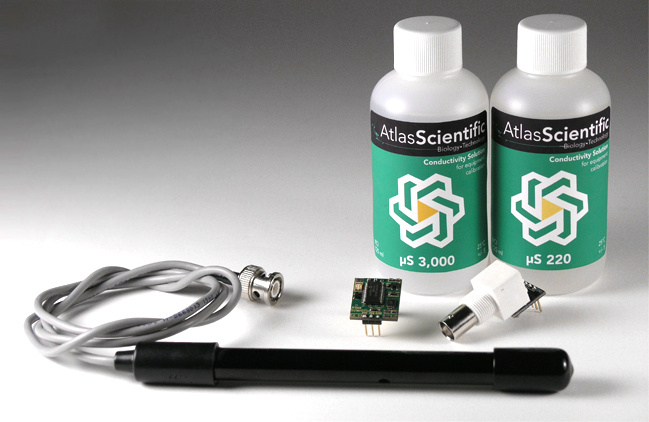 AtlasScientific
Biology•Technology
Conductivity Solution
for equipment
calibration
µS 3,000
AtlasScientific
Biology•Technology
Conductivity Solution
for equipment
calibration
µS 220